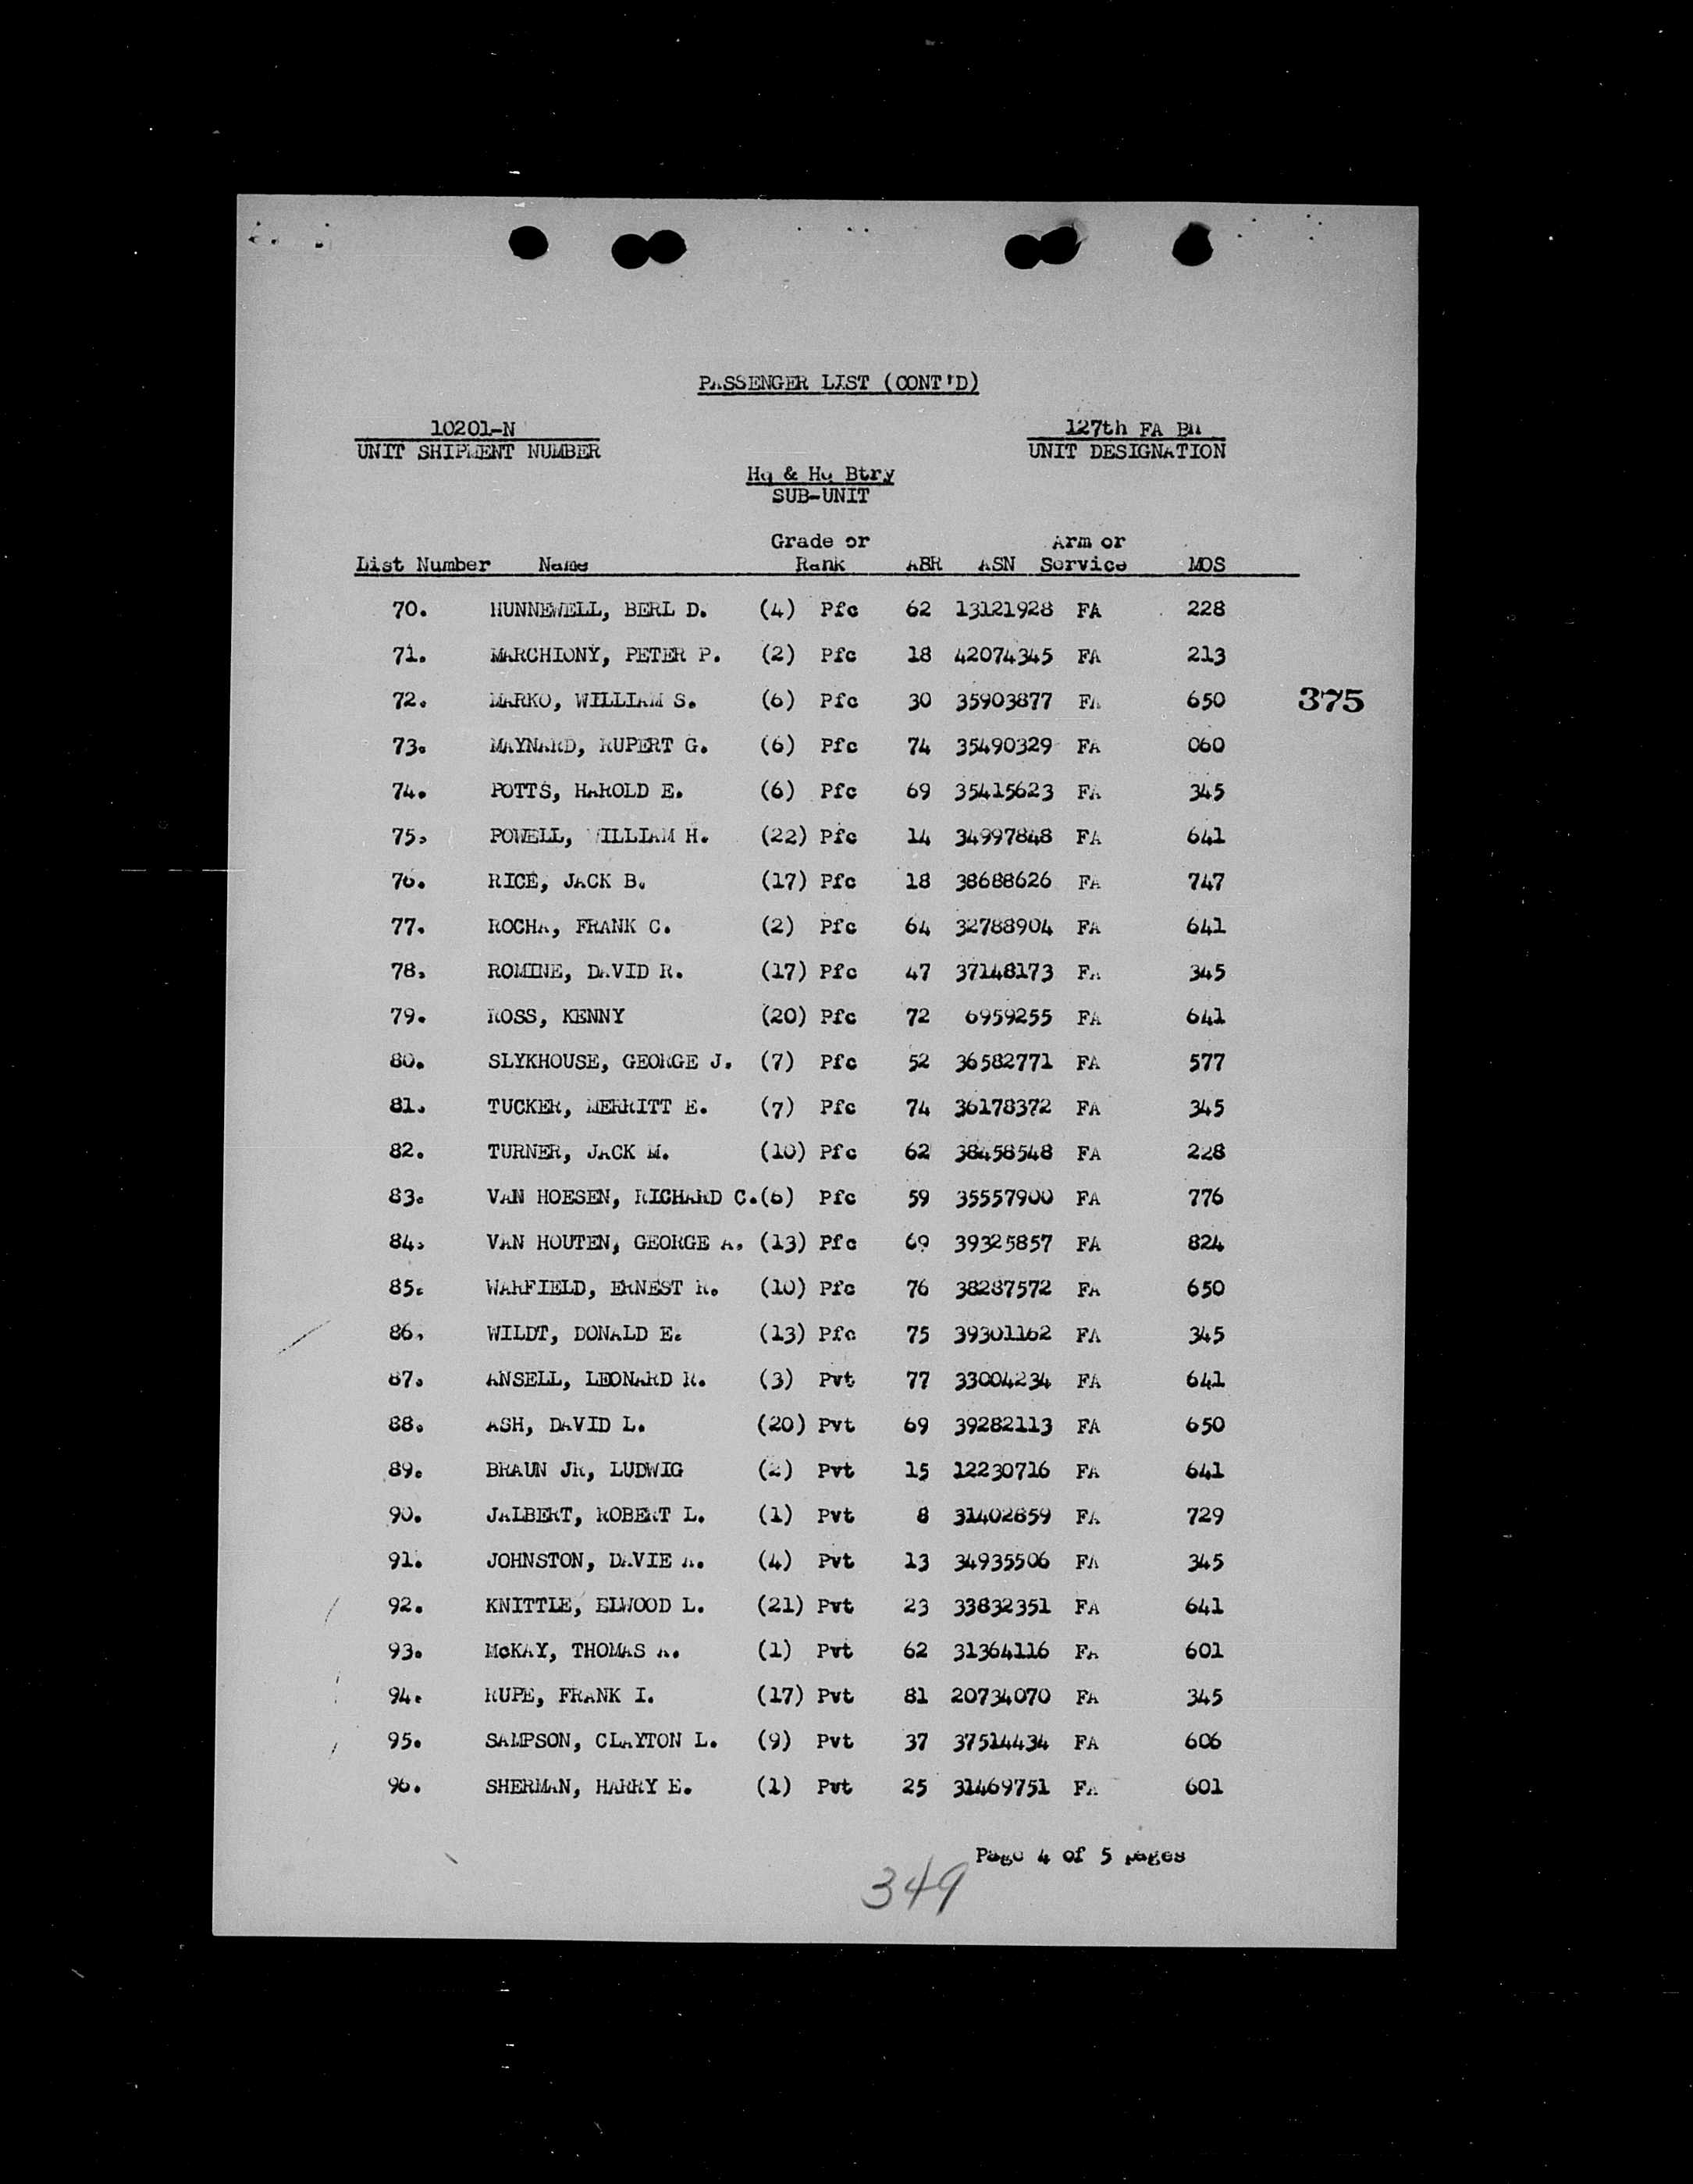 PASSENGER LIST (CONT'D)
10201-N
UNIT SHIPMENT NUMBER
127th FA Bn
UNIT DESIGNATION
Hq & Hq Btry
SUB-UNIT
Grade or Arm or
List Number Name Rank ABR ASN Service MOS
70. HUNNEWELL, BERL D. (4) Pfc 62 13121928 FA 228
71. MARCHIONY, PETER P. (2) Pfc 18 42074345 FA 213
72. MARKO, WILLIAM S. (6) Pfc 30 35903877 FA 650
375
73. MAYNARD, RUPERT G. (6) Pfc 74 35490329 FA 060
74. POTTS, HAROLD E. (6) Pfc 69 35415623 FA 345
75. POWELL, WILLIAM H. (22) Pfc 14 34997848 FA 641
76. RICE, JACK B. (17) Pfc 18 38688626 FA 747
77. ROCHA, FRANK C. (2) Pfc 64 32788904 FA 641
78. ROMINE, DAVID R. (17) Pfc 47 37148173 FA 345
79. ROSS, KENNY (20) Pfc 72 6959255 FA 641
80. SLYKHOUSE, GEORGE J. (7) Pfc 52 36582771 FA 577
81. TUCKER, MERRITT E. (7) Pfc 74 36178372 FA 345
82. TURNER, JACK M. (10) Pfc 62 38458548 FA 228
83. VAN HOESEN, RICHARD C.(6) Pfc 59 35557900 FA 776
84. VAN HOUTEN, GEORGE A. (13) Pfc 69 39325857 FA 824
85. WARFIELD, ERNEST R. (10) Pfc 76 38287572 FA 650
86. WILDT, DONALD E. (13) Pfc 75 39301162 FA 345
87. ANSELL, LEONARD R. (3) Pvt 77 33004234 FA 641
88. ASH, DAVID L. (20) Pvt 69 39282113 FA 650
89. BRAUN JR, LUDWIG (2) Pvt 15 12230716 FA 641
90. JALBERT, ROBERT L. (1) Pvt 8 31402859 FA 729
91. JOHNSTON, DAVIE A. (4) Pvt 13 34935506 FA 345
92. KNITTLE, ELWOOD L. (21) Pvt 23 33832351 FA 641
93. McKAY, THOMAS A. (1) Pvt 62 31364116 FA 601
94. RUPE, FRANK I. (17) Pvt 81 20734070 FA 345
95. SAMPSON, CLAYTON L. (9) Pvt 37 37514434 FA 606
96. SHERMAN, HARRY E. (1) Pvt 25 31469751 FA 601
Page 4 of 5 pages
349